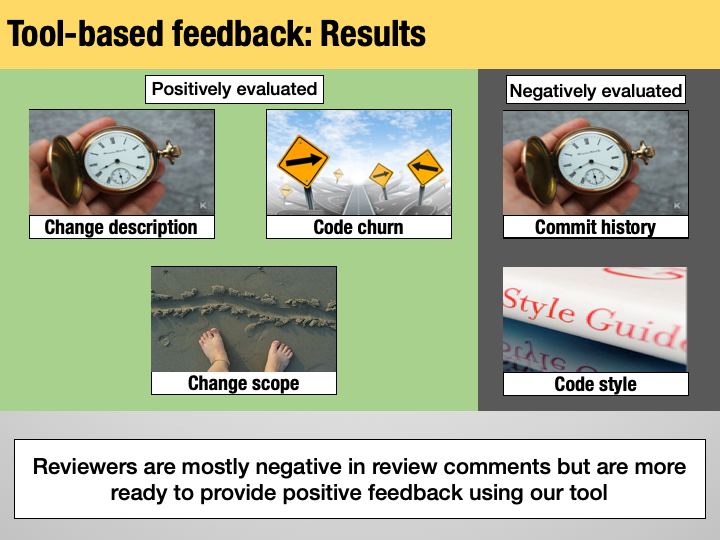 Tool-based feedback: Results
Positively evaluated
Negatively evaluated
Change description
Code churn
Commit history
Style Guide
Change scope
Code style
Reviewers are mostly negative in review comments but are more
ready to provide positive feedback using our tool